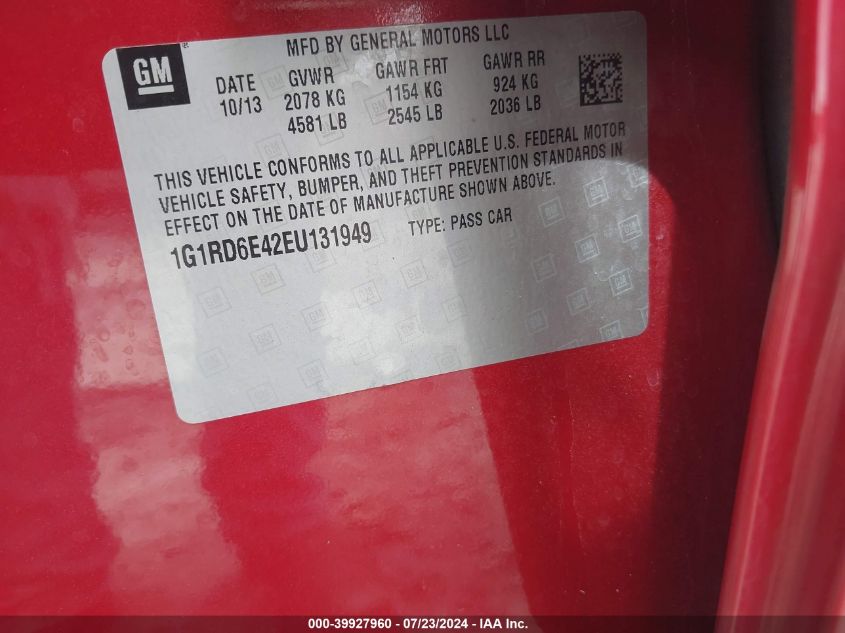 GM
MFD BY GENERAL MOTORS LLC
DATE GVWR GAWR FRT GAWR RR
10/13 2078 KG 1154 KG 924 KG
4581 LB 2545 LB 2036 LB
THIS VEHICLE CONFORMS TO ALL APPLICABLE U.S. FEDERAL MOTOR
VEHICLE SAFETY, BUMPER, AND THEFT PREVENTION STANDARDS IN
EFFECT ON THE DATE OF MANUFACTURE SHOWN ABOVE.
1G1RD6E42EU131949 TYPE: PASS CAR
000-39927960 / 07/23/2024 - IAA Inc.